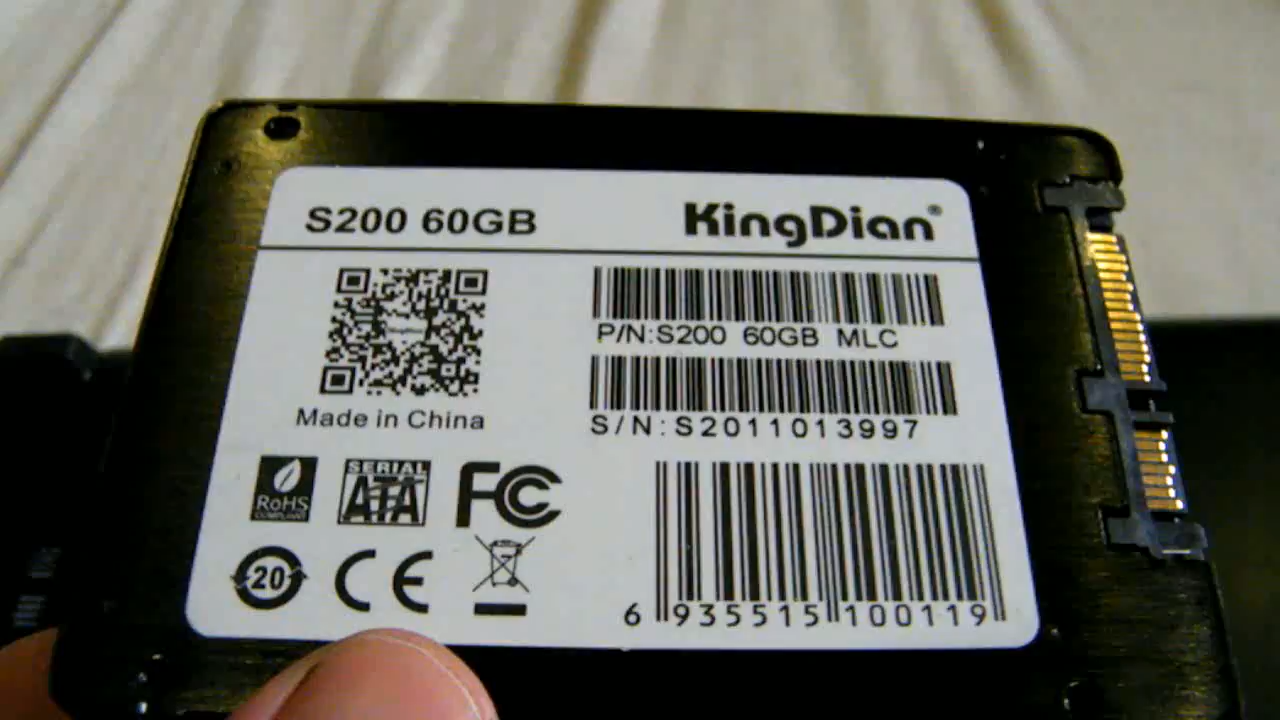 S200 60GB
KingDian®
P/N:S200 60GB MLC
Made in China
S/N:S2011013997
RoHS
COMPLIANT
SERIAL
ATA
FC
20
CE
6 935515 100119